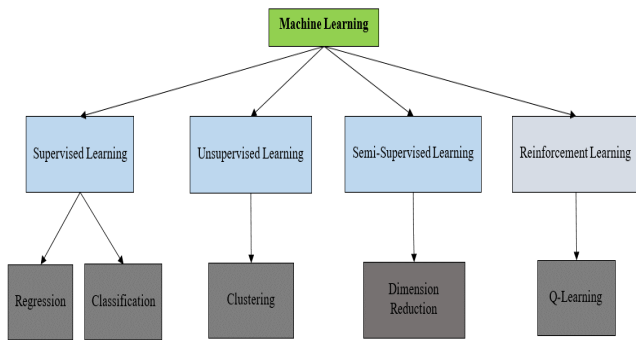 Machine Learning
Supervised Learning
Unsupervised Learning
Semi-Supervised Learning
Reinforcement Learning
Regression
Classification
Clustering
Dimension
Reduction
Q-Learning